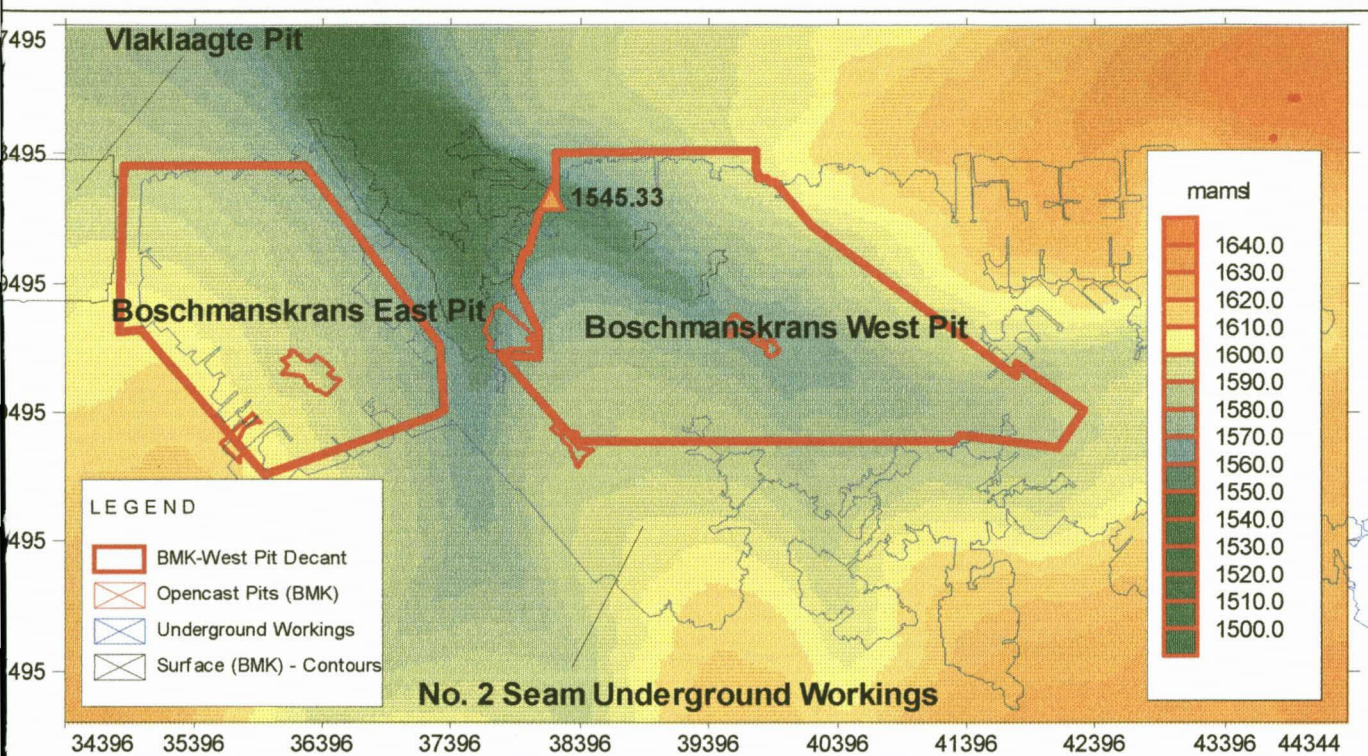 7495
Vlaklaagte Pit
8495
1545.33
mamsl
1640.0
1630.0
1620.0
1610.0
1600.0
1590.0
1580.0
1570.0
1560.0
1550.0
1540.0
1530.0
1520.0
1510.0
1500.0
9495
Boschmanskrans East Pit
Boschmanskrans West Pit
495
LEGEND
BMK-West Pit Decant
Opencast Pits (BMK)
Underground Workings
Surface (BMK) - Contours
495
495
No. 2 Seam Underground Workings
34396 35396 36396 37396 38396 39396 40396 41396 42396 43396 44344